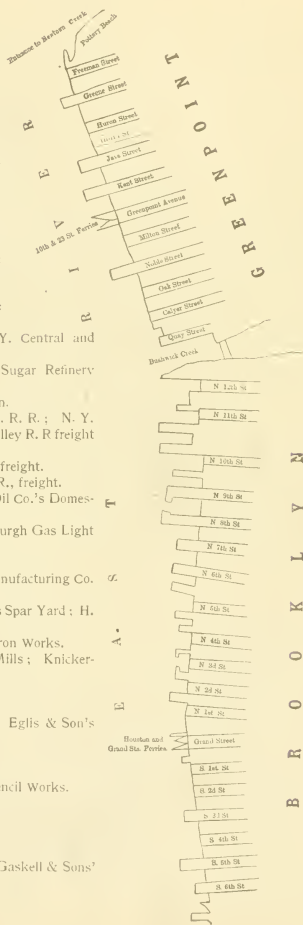 Entrance to Newtown Creek
Pottery Beach
Freeman Street
Greene Street
Huron Street
Java Street
Kent Street
Greenpoint Avenue
10th & 23 St. Ferries
Milton Street
Noble Street
Oak Street
Calyer Street
Quay Street
Bushwick Creek
GREENPOINT
EAST RIVER
BROOKLYN
N 12th St
N 11th St
N 10th St
N 9th St
N 8th St
N 7th St
N 6th St
N 5th St
N 4th St
N 3d St
N 2d St
N 1st St
Houston and
Grand Sts. Ferries
Grand Street
S 1st. St
S 2d St
S 3d St
S 4th St
S. 5th St
S. 6th St
Y. Central and
Sugar Refinery
n.
. R. R.; N. Y.
lley R. R freight
freight.
R., freight.
Oil Co.'s Domes-
urgh Gas Light
nufacturing Co.
s Spar Yard; H.
ron Works.
Mills; Knicker-
Eglis & Son's
encil Works.
Gaskell & Sons'